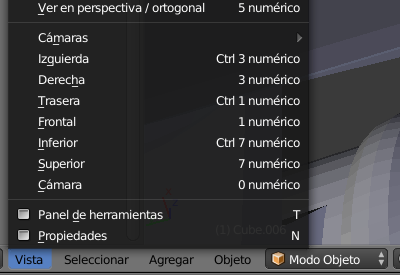 Ver en perspectiva / ortogonal 5 numérico
Cámaras
Izquierda Ctrl 3 numérico
Derecha 3 numérico
Trasera Ctrl 1 numérico
Frontal 1 numérico
Inferior Ctrl 7 numérico
Superior 7 numérico
Cámara 0 numérico
Panel de herramientas T
Propiedades N
(1) Cube.006
Vista Seleccionar Agregar Objeto Modo Objeto